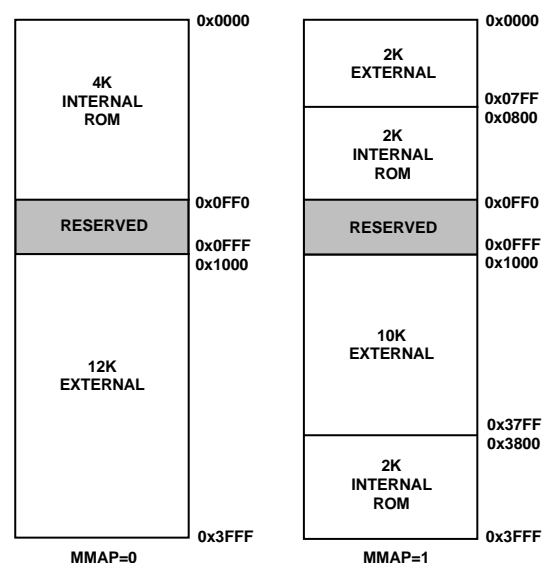 0x0000
4K
INTERNAL
ROM
0x0FF0
RESERVED
0x0FFF
0x1000
12K
EXTERNAL
0x3FFF
MMAP=0
0x0000
2K
EXTERNAL
0x07FF
0x0800
2K
INTERNAL
ROM
0x0FF0
RESERVED
0x0FFF
0x1000
10K
EXTERNAL
0x37FF
0x3800
2K
INTERNAL
ROM
0x3FFF
MMAP=1